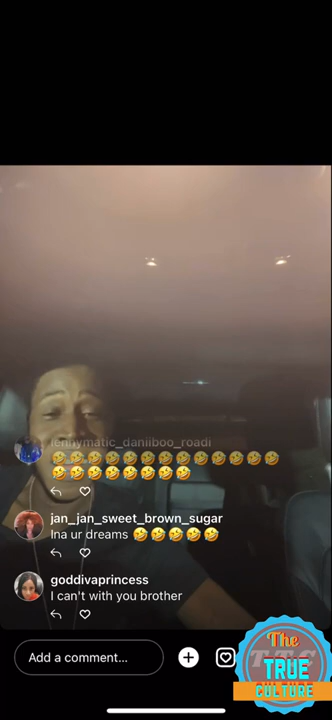 lennymatic_daniiboo_roadi
jan_jan_sweet_brown_sugar
Ina ur dreams 🤣🤣🤣🤣🤣
goddivaprincess
I can't with you brother
Add a comment...
The
TRUE
CULTURE